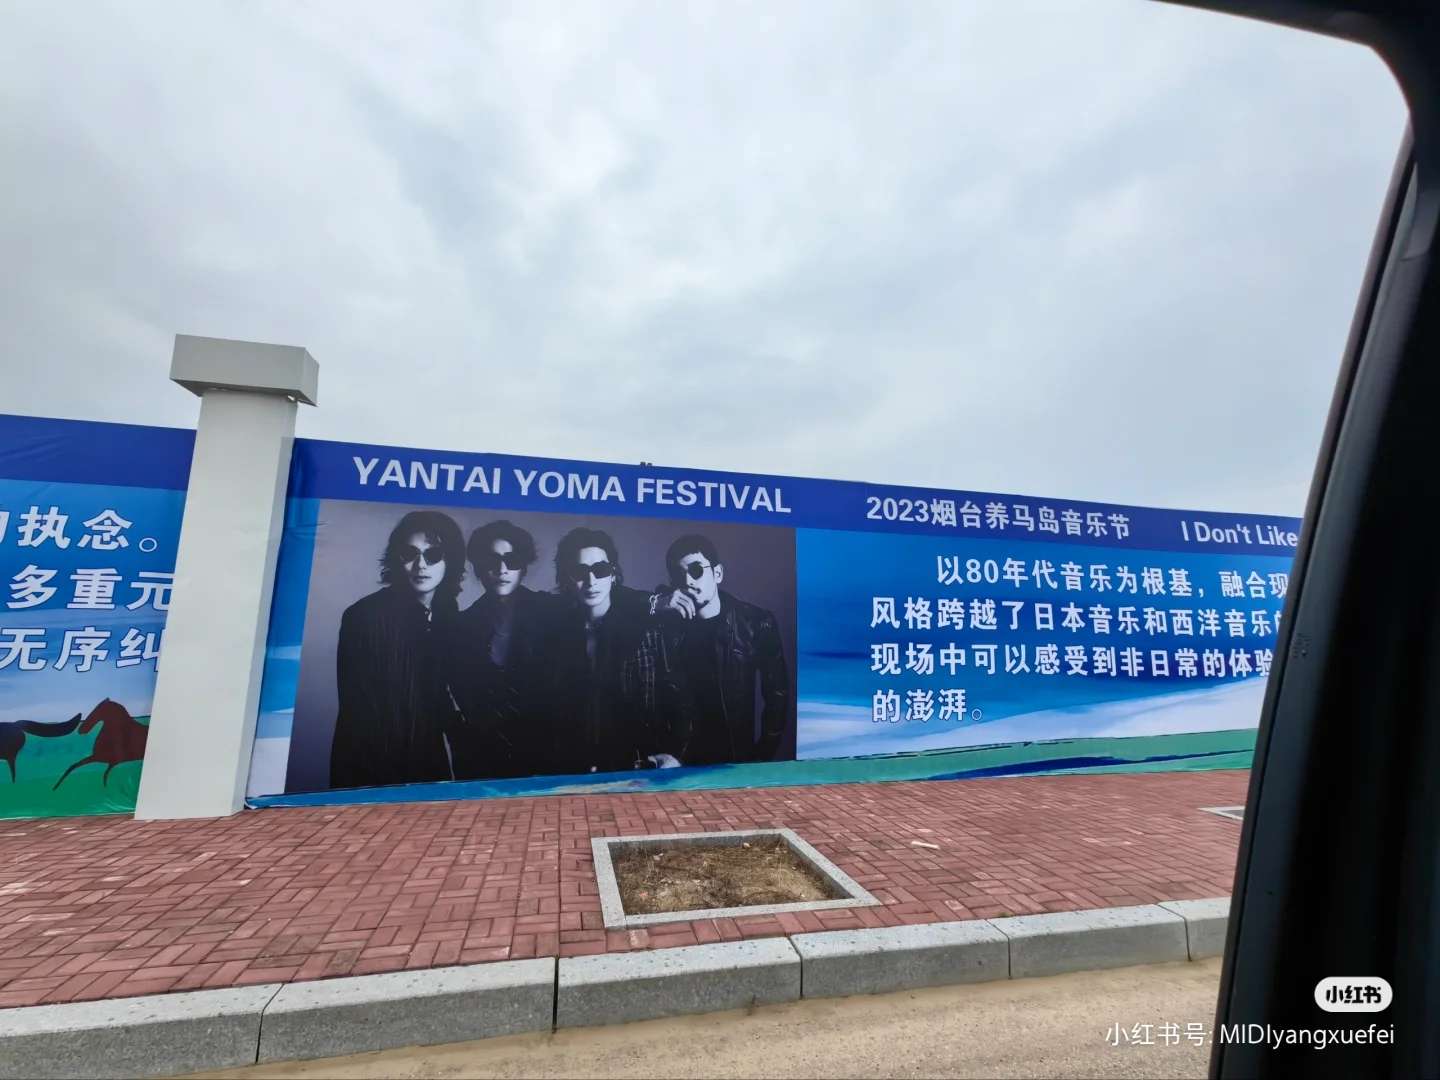 执念。
多重元
无序纠
YANTAI YOMA FESTIVAL
2023烟台养马岛音乐节 I Don't Like
以80年代音乐为根基，融合现
风格跨越了日本音乐和西洋音乐的
现场中可以感受到非日常的体验
的澎湃。
小红书
小红书号: MIDIyangxuefei